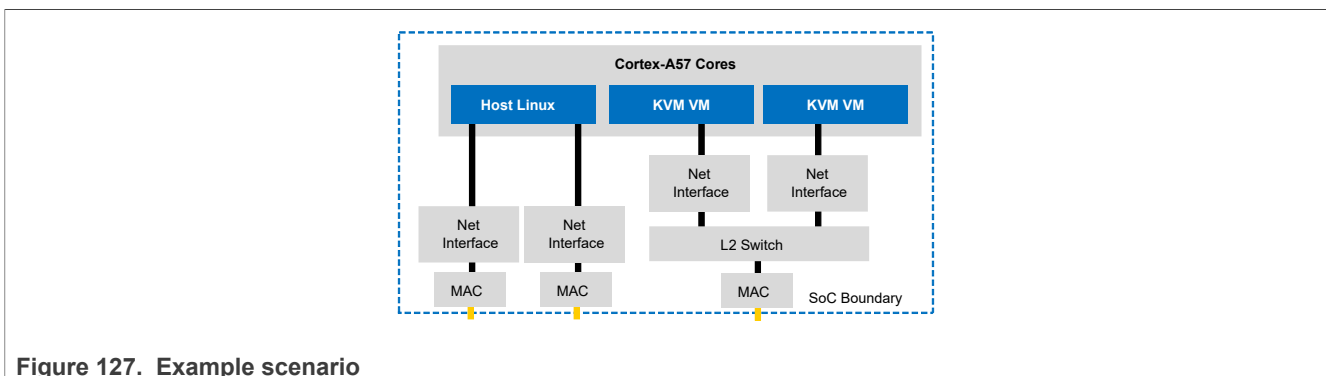 Cortex-A57 Cores
Host Linux
KVM VM
KVM VM
Net
Interface
Net
Interface
Net
Interface
Net
Interface
L2 Switch
MAC
MAC
MAC
SoC Boundary
Figure 127. Example scenario